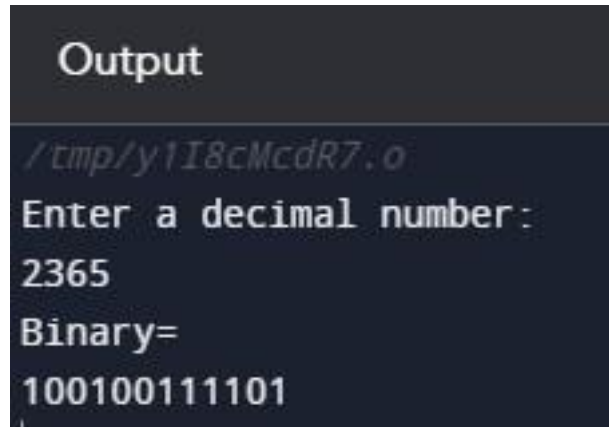 Output
/tmp/y1I8cMcdR7.o
Enter a decimal number:
2365
Binary=
100100111101